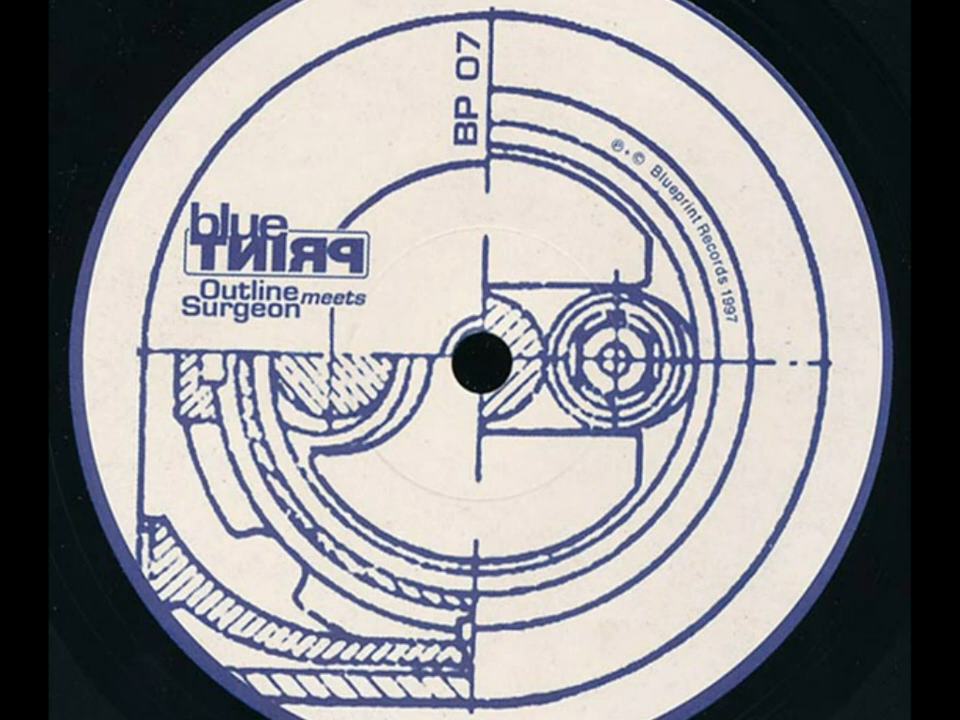 BP 07
℗ + © Blueprint Records 1997
blue
PRINT
Outline meets
Surgeon